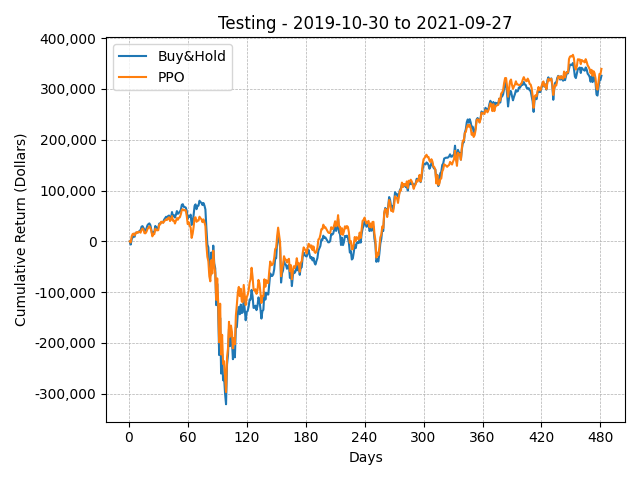 Testing - 2019-10-30 to 2021-09-27
Buy&Hold
PPO
Cumulative Return (Dollars)
400,000
300,000
200,000
100,000
0
-100,000
-200,000
-300,000
0 60 120 180 240 300 360 420 480
Days